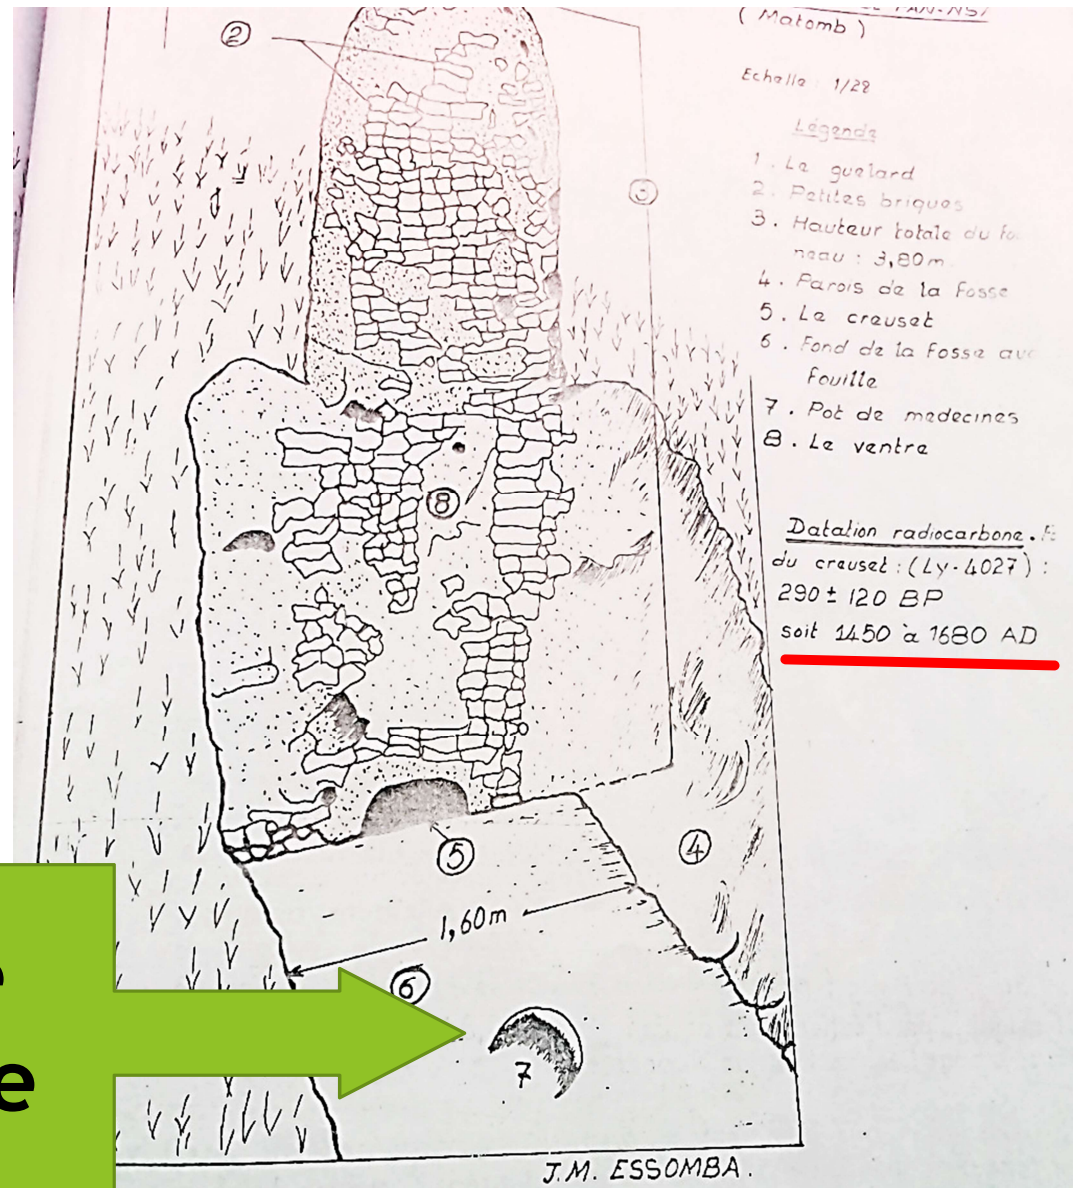 (Matomb)
Echelle : 1/28
Légende
1. Le guelard
2. Petites briques
3. Hauteur totale du
neau : 3,80m
4. Parois de la fosse
5. Le creuset
6. Fond de la fosse
fouille
7. Pot de medecines
8. Le ventre
Datation radiocarbone.
du creuset : (Ly-4027) :
290 ± 120 BP
soit 1450 à 1680 AD
2
3
8
5
4
1,60m
6
7
J.M. ESSOMBA.